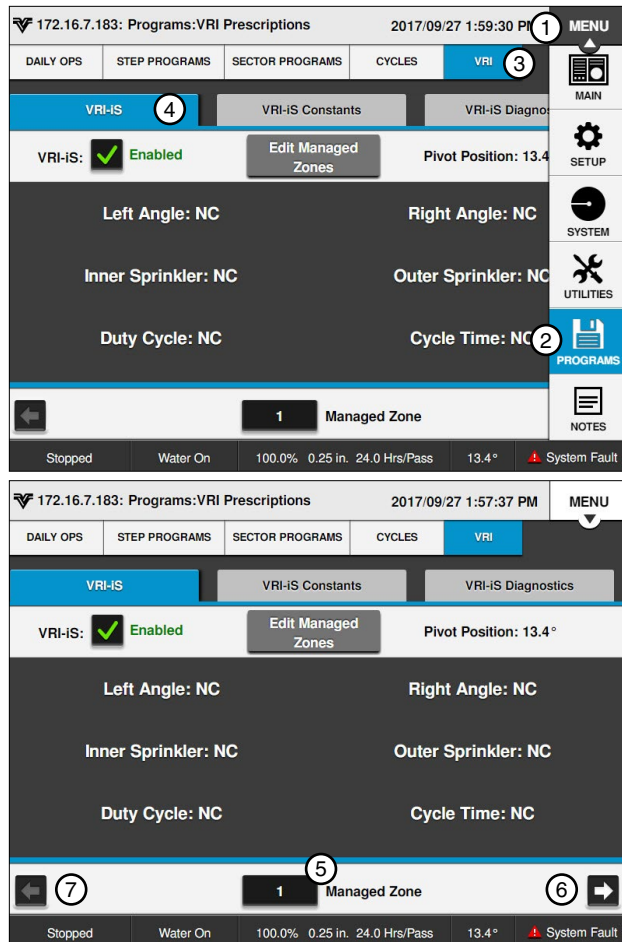 172.16.7.183: Programs:VRI Prescriptions 2017/09/27 1:59:30 P 1 MENU
DAILY OPS STEP PROGRAMS SECTOR PROGRAMS CYCLES VRI 3
MAIN
VRI-iS 4 VRI-iS Constants VRI-iS Diagnos
VRI-iS: Enabled Edit Managed Zones Pivot Position: 13.4
SETUP
Left Angle: NC Right Angle: NC
SYSTEM
Inner Sprinkler: NC Outer Sprinkler: NC
UTILITIES
Duty Cycle: NC Cycle Time: NC 2
PROGRAMS
1 Managed Zone
NOTES
Stopped Water On 100.0% 0.25 in. 24.0 Hrs/Pass 13.4° System Fault
172.16.7.183: Programs:VRI Prescriptions 2017/09/27 1:57:37 PM MENU
DAILY OPS STEP PROGRAMS SECTOR PROGRAMS CYCLES VRI
VRI-iS VRI-iS Constants VRI-iS Diagnostics
VRI-iS: Enabled Edit Managed Zones Pivot Position: 13.4°
Left Angle: NC Right Angle: NC
Inner Sprinkler: NC Outer Sprinkler: NC
Duty Cycle: NC Cycle Time: NC
5
7 1 Managed Zone 6
Stopped Water On 100.0% 0.25 in. 24.0 Hrs/Pass 13.4° System Fault